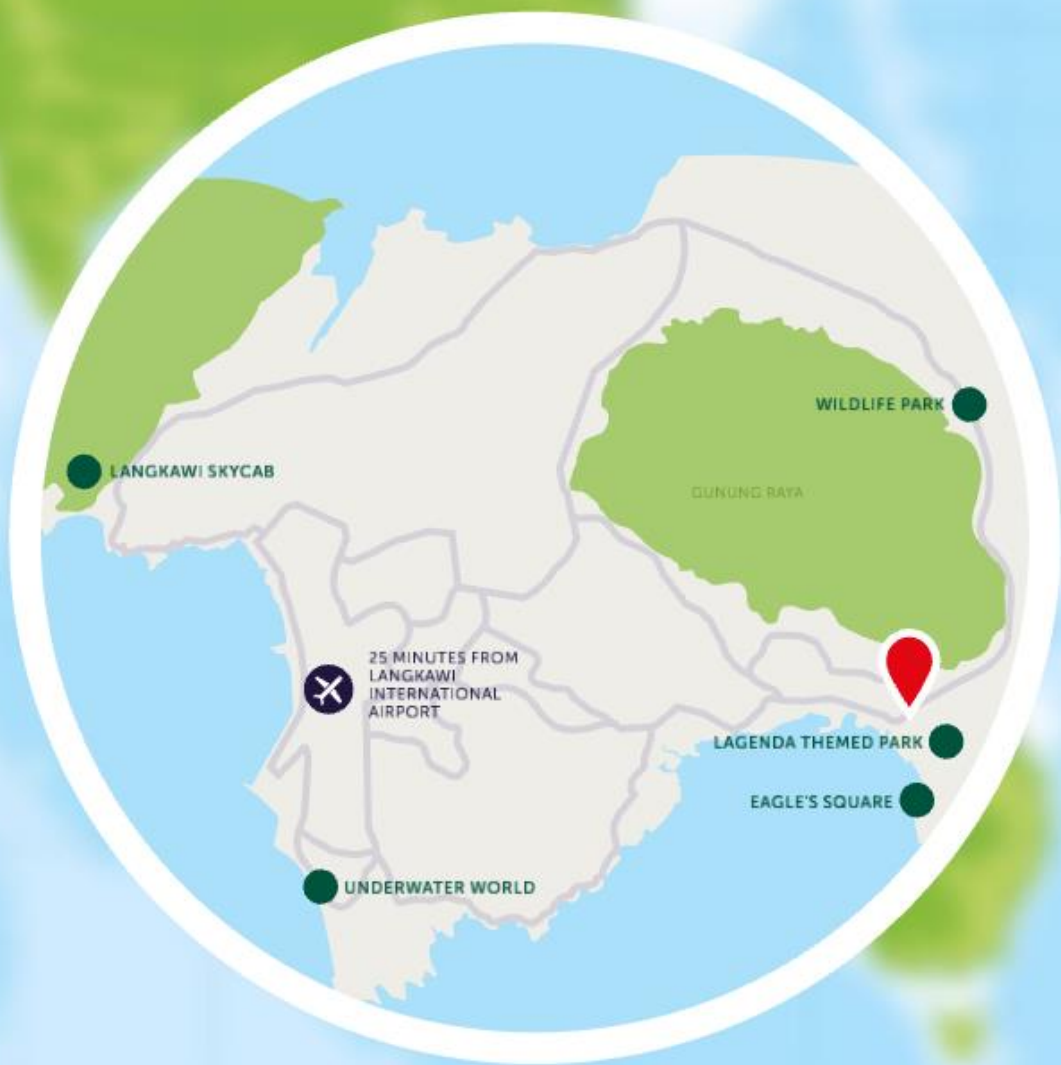 WILDLIFE PARK
LANGKAWI SKYCAB
GUNUNG RAYA
25 MINUTES FROM
LANGKAWI
INTERNATIONAL
AIRPORT
LAGENDA THEMED PARK
EAGLE'S SQUARE
UNDERWATER WORLD